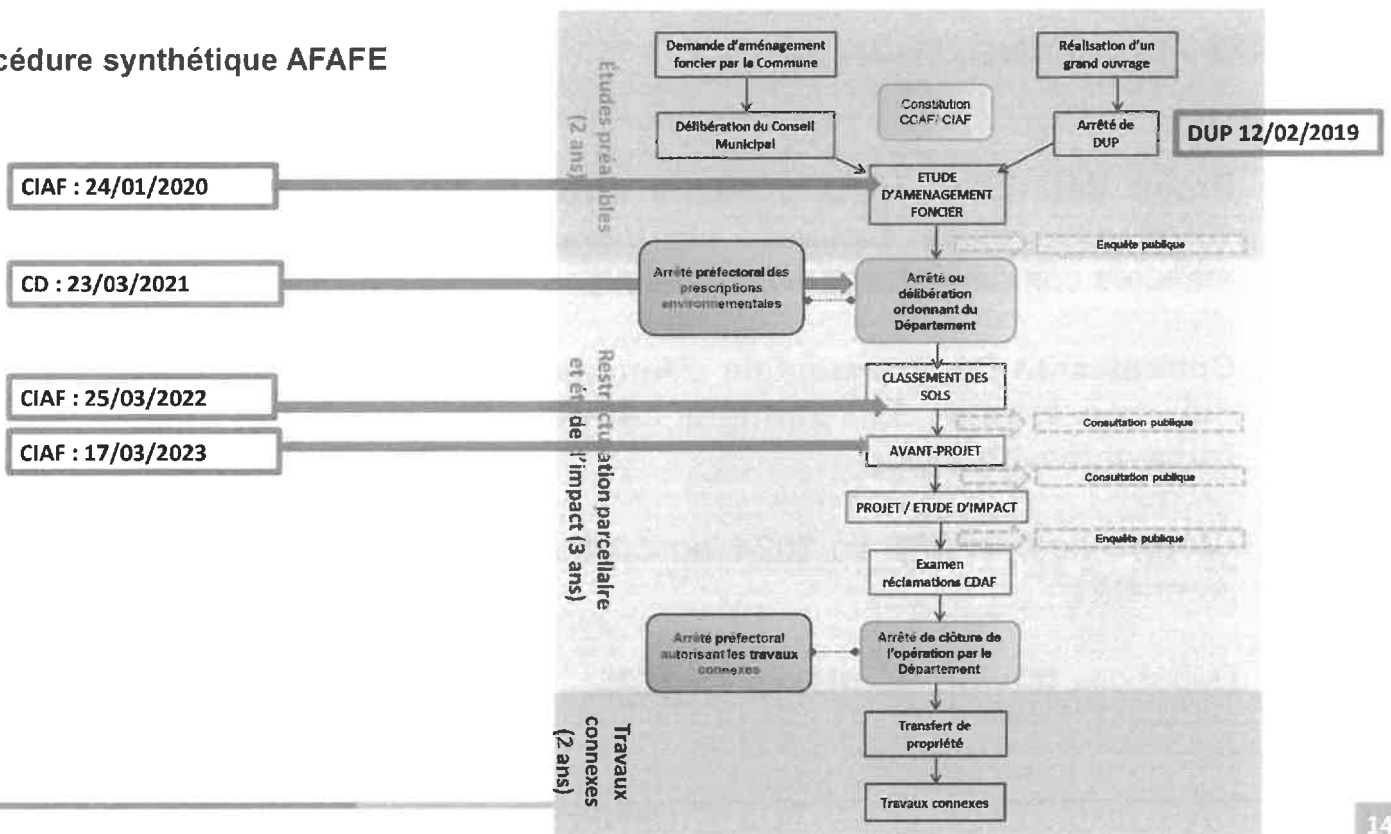 cédure synthétique AFAFE
Demande d'aménagement
foncier par la Commune
Réalisation d'un
grand ouvrage
Études préalables
(2 ans)
Constitution
CCAF/ CIAF
Délibération du Conseil
Municipal
Arrêté de
DUP
DUP 12/02/2019
CIAF : 24/01/2020
ETUDE
D'AMENAGEMENT
FONCIER
Enquête publique
CD : 23/03/2021
Arrêté préfectoral des
prescriptions
environnementales
Arrêté ou
délibération
ordonnant du
Département
Restructuration parcellaire
et étude de l'impact (3 ans)
CLASSEMENT DES
SOLS
CIAF : 25/03/2022
Consultation publique
CIAF : 17/03/2023
AVANT-PROJET
Consultation publique
PROJET / ETUDE D'IMPACT
Enquête publique
Examen
réclamations CDAF
Arrêté préfectoral
autorisant les travaux
connexes
Arrêté de clôture de
l'opération par le
Département
Travaux
connexes
(2 ans)
Transfert de
propriété
Travaux connexes
14